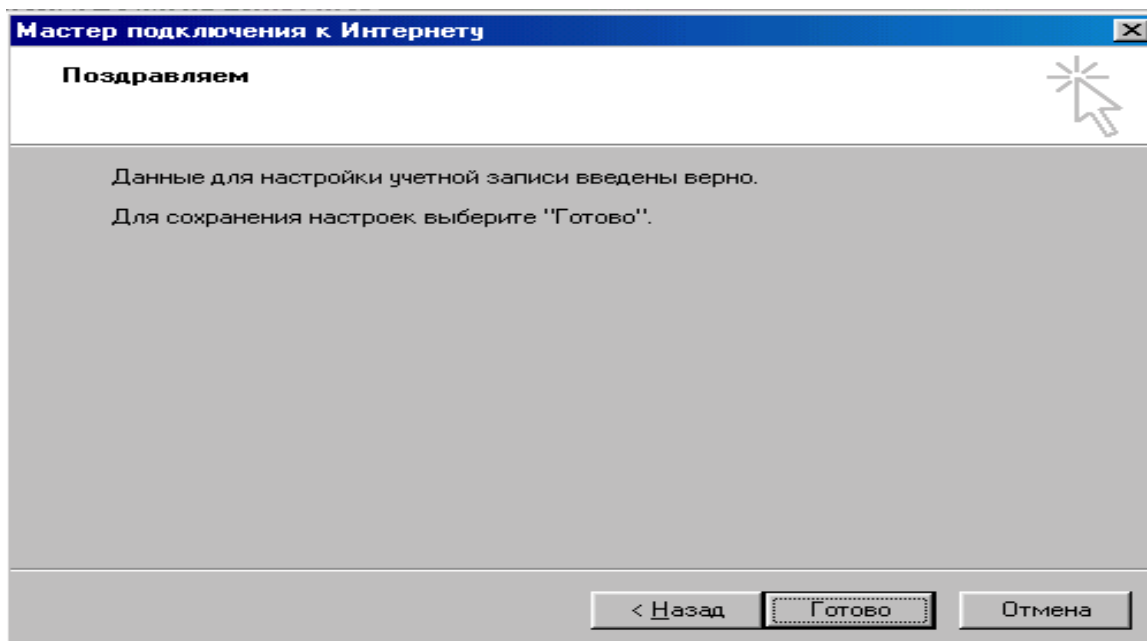 Мастер подключения к Интернету
Поздравляем
Данные для настройки учетной записи введены верно.
Для сохранения настроек выберите "Готово".
< Назад Готово Отмена